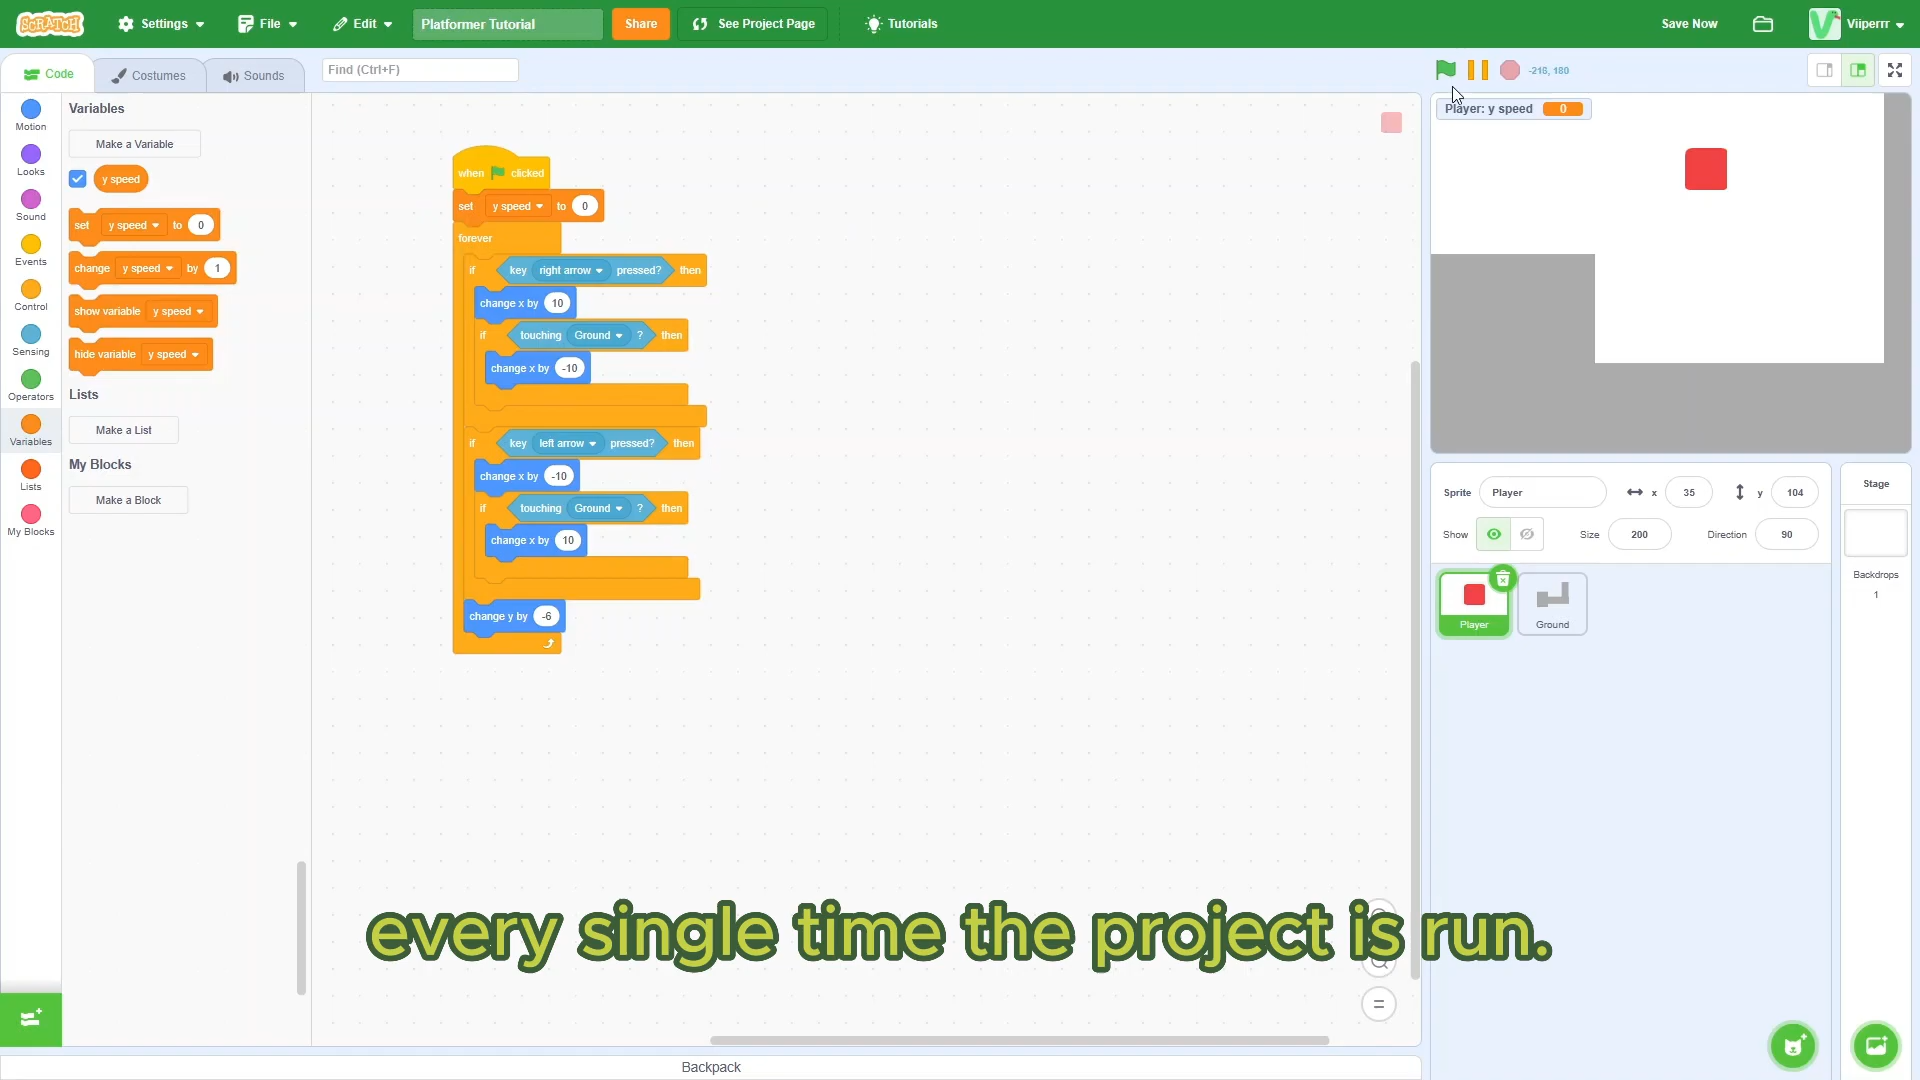 SCRATCH
Settings
File
Edit
Platformer Tutorial
Share
See Project Page
Tutorials
Save Now
Viiperrr
Code
Costumes
Sounds
Find (Ctrl+F)
-216, 180
Motion
Looks
Sound
Events
Control
Sensing
Operators
Variables
Lists
My Blocks
Variables
Make a Variable
y speed
set y speed to 0
change y speed by 1
show variable y speed
hide variable y speed
Lists
Make a List
My Blocks
Make a Block
when clicked
set y speed to 0
forever
if key right arrow pressed? then
change x by 10
if touching Ground ? then
change x by -10
if key left arrow pressed? then
change x by -10
if touching Ground ? then
change x by 10
change y by -6
Player: y speed 0
Sprite Player x 35 y 104
Show Size 200 Direction 90
Player
Ground
Stage
Backdrops
1
every single time the project is run.
Backpack